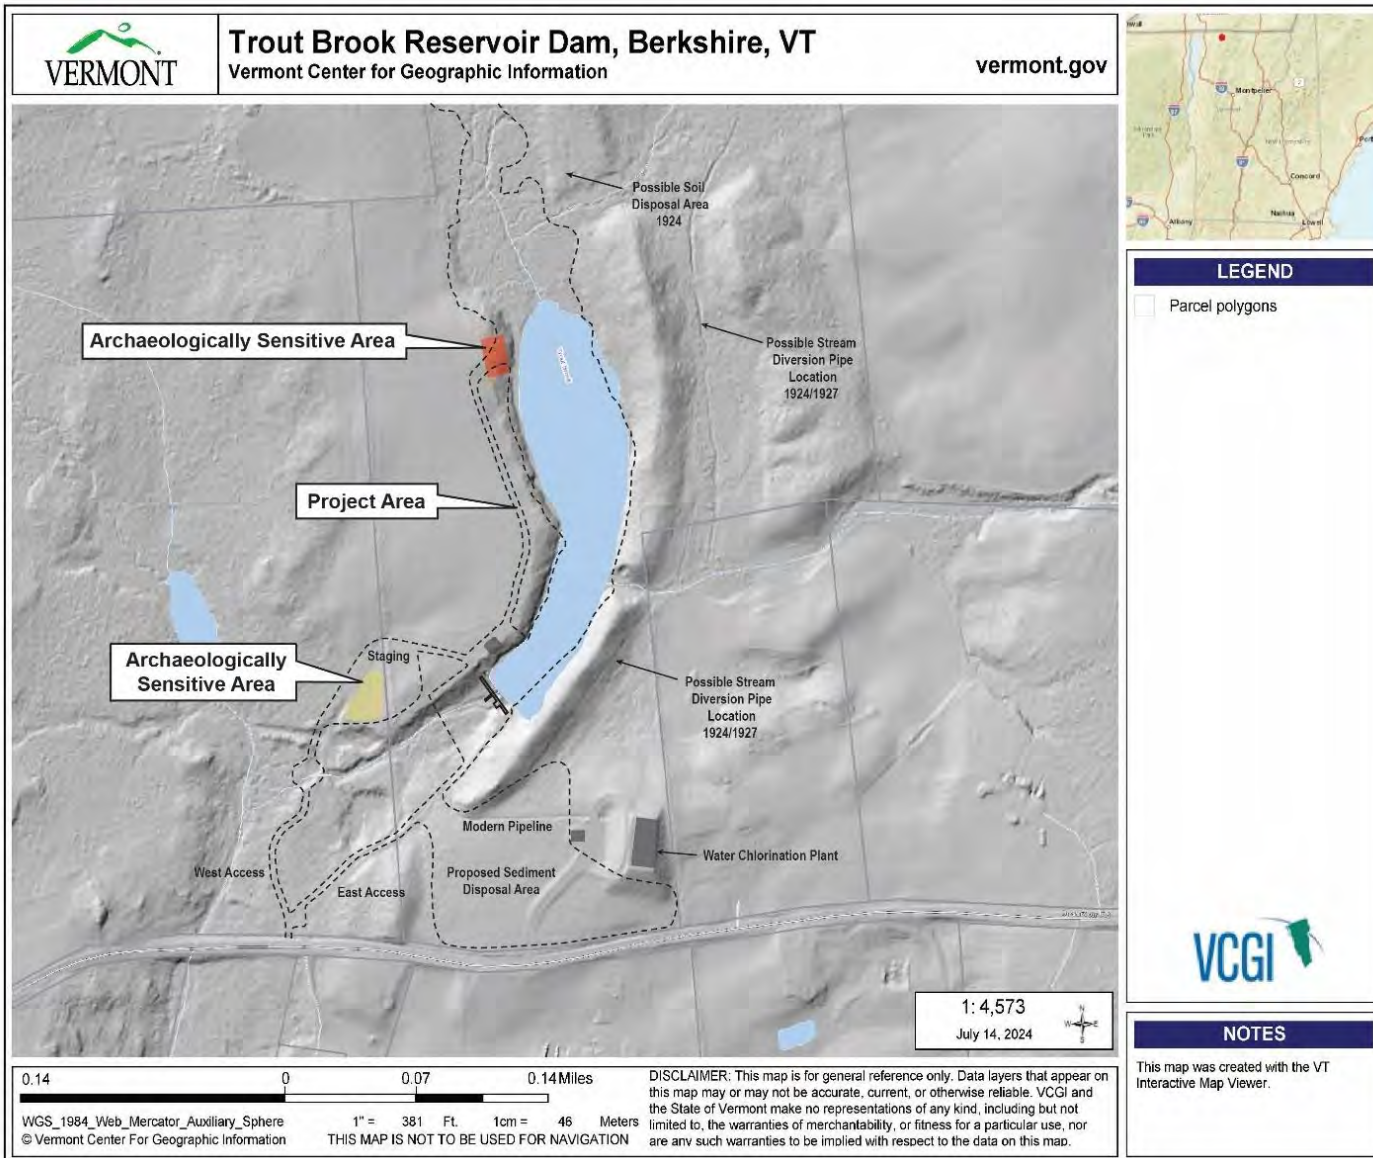 VERMONT
Trout Brook Reservoir Dam, Berkshire, VT
Vermont Center for Geographic Information
vermont.gov
Montpelier
Concord
Nashua
Lowell
Albany
LEGEND
Parcel polygons
Possible Soil
Disposal Area
1924
Archaeologically Sensitive Area
Possible Stream
Diversion Pipe
Location
1924/1927
Project Area
Archaeologically
Sensitive Area
Staging
Possible Stream
Diversion Pipe
Location
1924/1927
Modern Pipeline
Water Chlorination Plant
West Access
East Access
Proposed Sediment
Disposal Area
VCGI
1: 4,573
July 14, 2024
N
W
E
S
NOTES
This map was created with the VT
Interactive Map Viewer.
0.14
0
0.07
0.14 Miles
WGS_1984_Web_Mercator_Auxiliary_Sphere
1" = 381 Ft. 1cm = 46 Meters
© Vermont Center For Geographic Information
THIS MAP IS NOT TO BE USED FOR NAVIGATION
DISCLAIMER: This map is for general reference only. Data layers that appear on
this map may or may not be accurate, current, or otherwise reliable. VCGI and
the State of Vermont make no representations of any kind, including but not
limited to, the warranties of merchantability, or fitness for a particular use, nor
are any such warranties to be implied with respect to the data on this map.